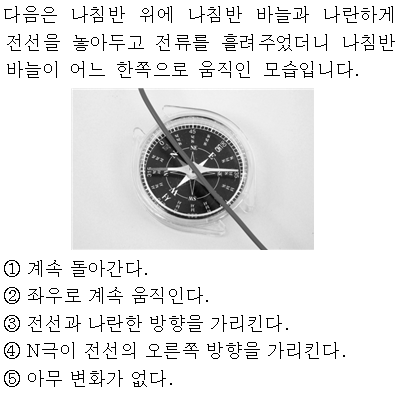 다음은 나침반 위에 나침반 바늘과 나란하게
전선을 놓아두고 전류를 흘려주었더니 나침반
바늘이 어느 한쪽으로 움직인 모습입니다.
① 계속 돌아간다.
② 좌우로 계속 움직인다.
③ 전선과 나란한 방향을 가리킨다.
④ N극이 전선의 오른쪽 방향을 가리킨다.
⑤ 아무 변화가 없다.